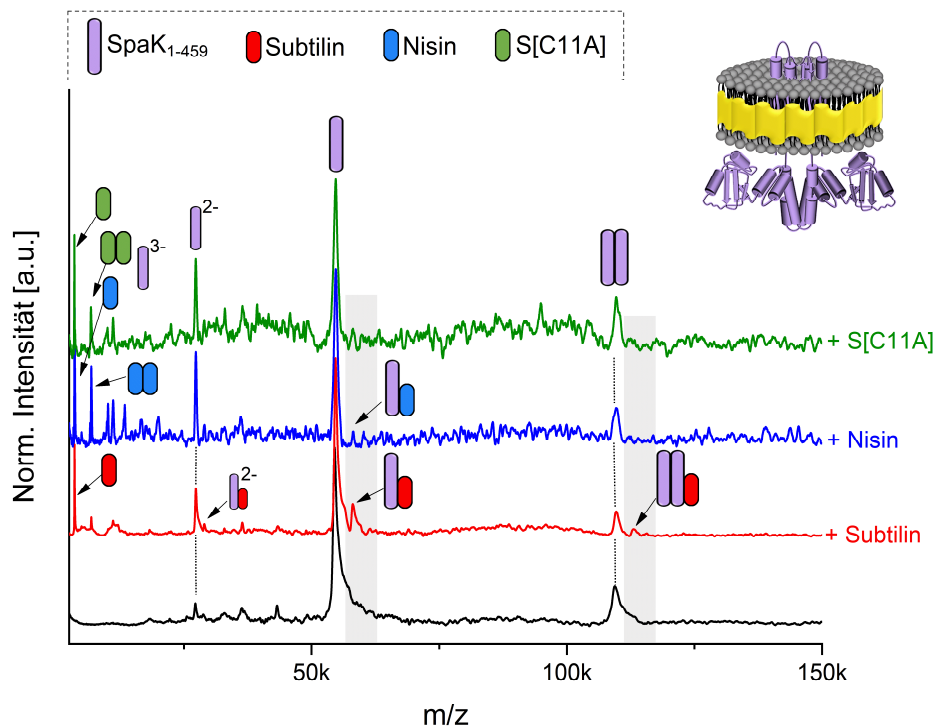 SpaK1-459 Subtilin Nisin S[C11A]
2-
3-
+ S[C11A]
+ Nisin
2-
+ Subtilin
Norm. Intensität [a.u.]
50k 100k 150k
m/z